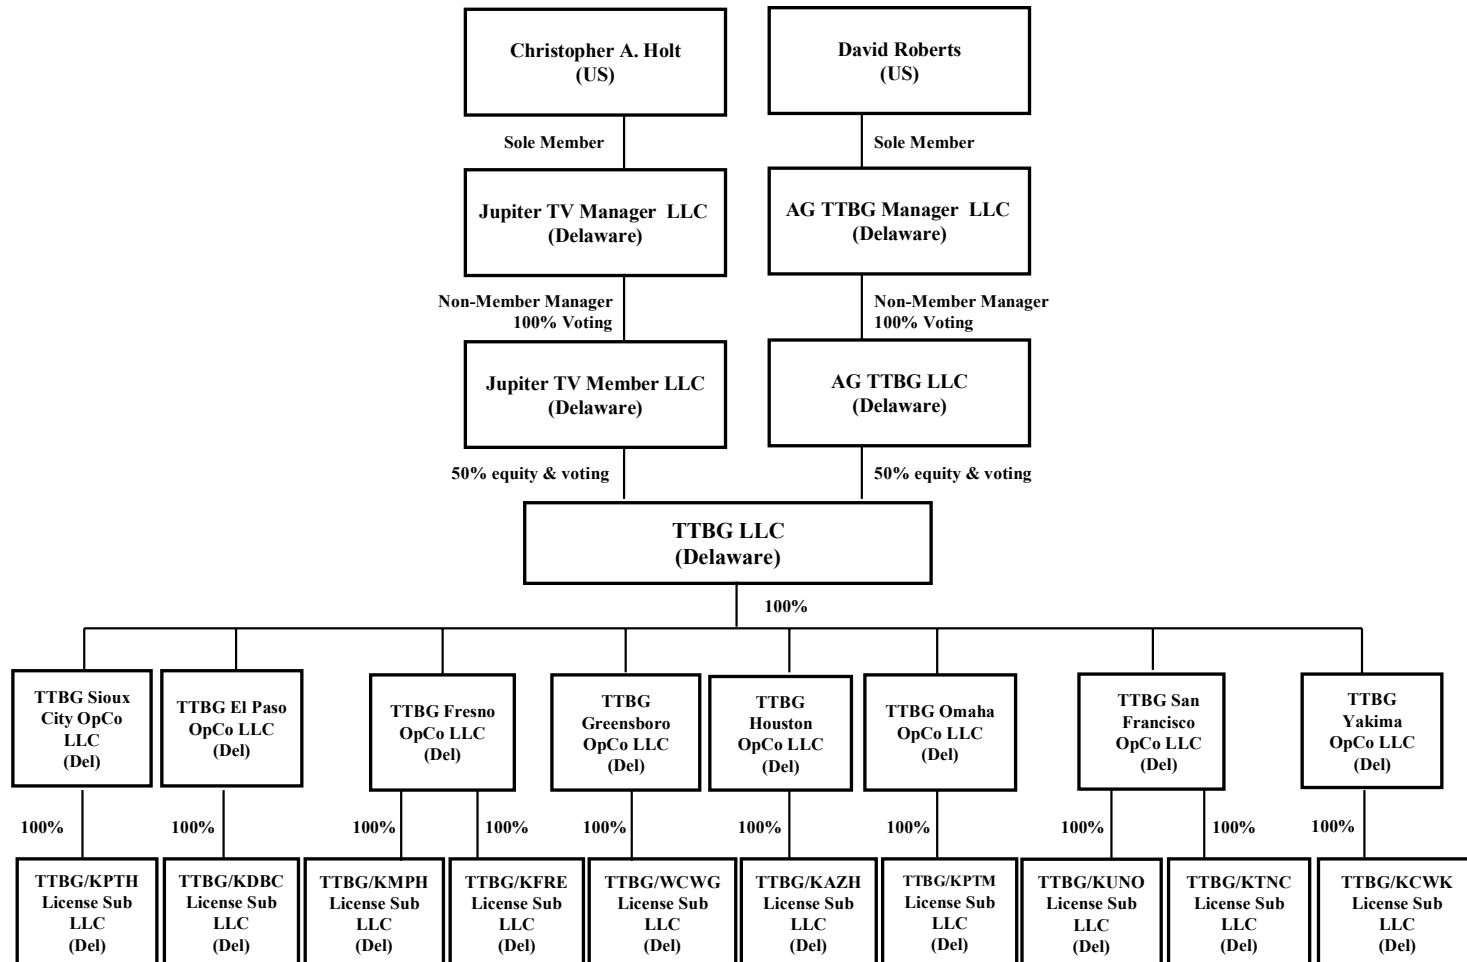 Christopher A. Holt
(US)
David Roberts
(US)
Sole Member
Sole Member
Jupiter TV Manager LLC
(Delaware)
AG TTBG Manager LLC
(Delaware)
Non-Member Manager
100% Voting
Non-Member Manager
100% Voting
Jupiter TV Member LLC
(Delaware)
AG TTBG LLC
(Delaware)
50% equity & voting
50% equity & voting
TTBG LLC
(Delaware)
100%
TTBG Sioux
City OpCo
LLC
(Del)
TTBG El Paso
OpCo LLC
(Del)
TTBG Fresno
OpCo LLC
(Del)
TTBG
Greensboro
OpCo LLC
(Del)
TTBG
Houston
OpCo LLC
(Del)
TTBG Omaha
OpCo LLC
(Del)
TTBG San
Francisco
OpCo LLC
(Del)
TTBG
Yakima
OpCo LLC
(Del)
100%
100%
100%
100%
100%
100%
100%
100%
100%
100%
TTBG/KPTH
License Sub
LLC
(Del)
TTBG/KDBC
License Sub
LLC
(Del)
TTBG/KMPH
License Sub
LLC
(Del)
TTBG/KFRE
License Sub
LLC
(Del)
TTBG/WCWG
License Sub
LLC
(Del)
TTBG/KAZH
License Sub
LLC
(Del)
TTBG/KPTM
License Sub
LLC
(Del)
TTBG/KUNO
License Sub
LLC
(Del)
TTBG/KTNC
License Sub
LLC
(Del)
TTBG/KCWK
License Sub
LLC
(Del)